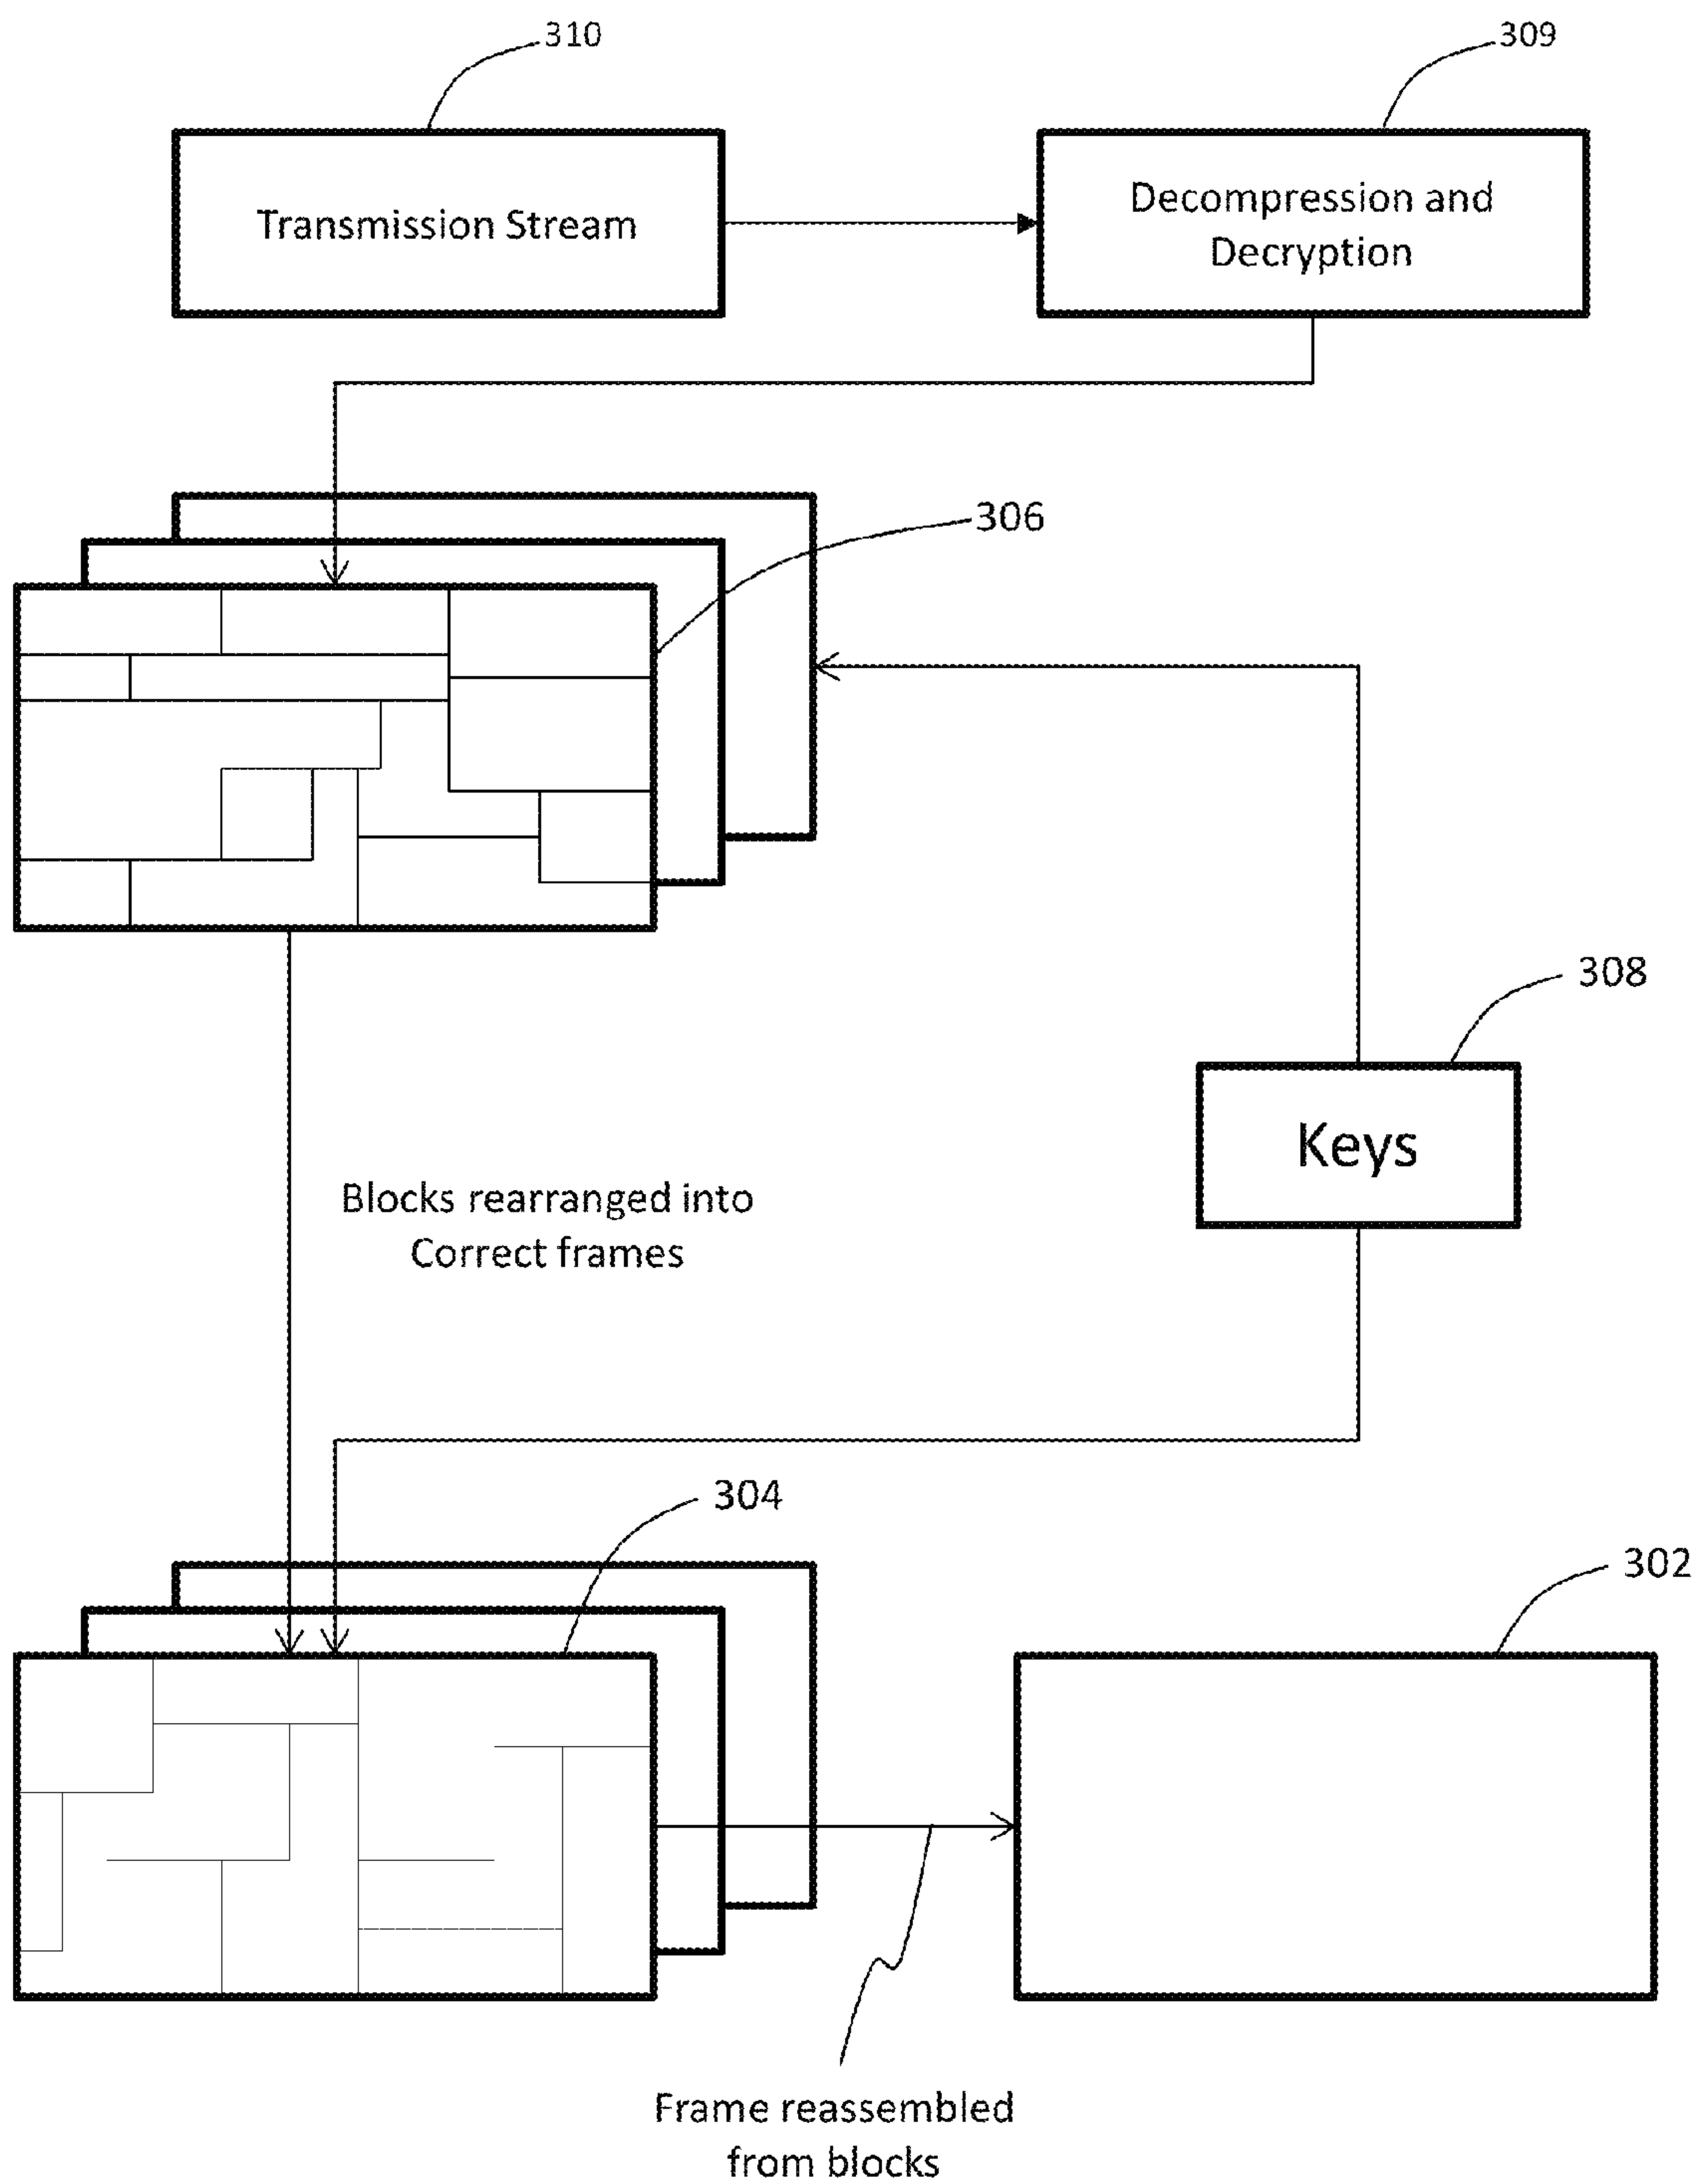 310
309
Transmission Stream
Decompression and
Decryption
306
308
Keys
Blocks rearranged into
Correct frames
304
302
Frame reassembled
from blocks